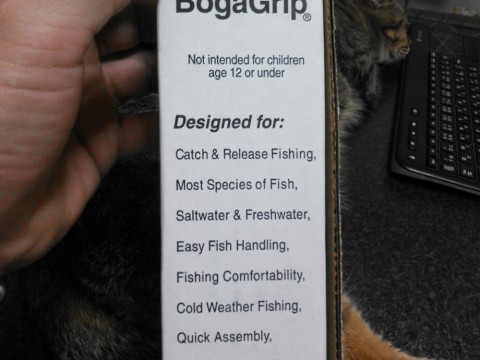 BogaGrip®
Not intended for children
age 12 or under
Designed for:
Catch & Release Fishing,
Most Species of Fish,
Saltwater & Freshwater,
Easy Fish Handling,
Fishing Comfortability,
Cold Weather Fishing,
Quick Assembly,